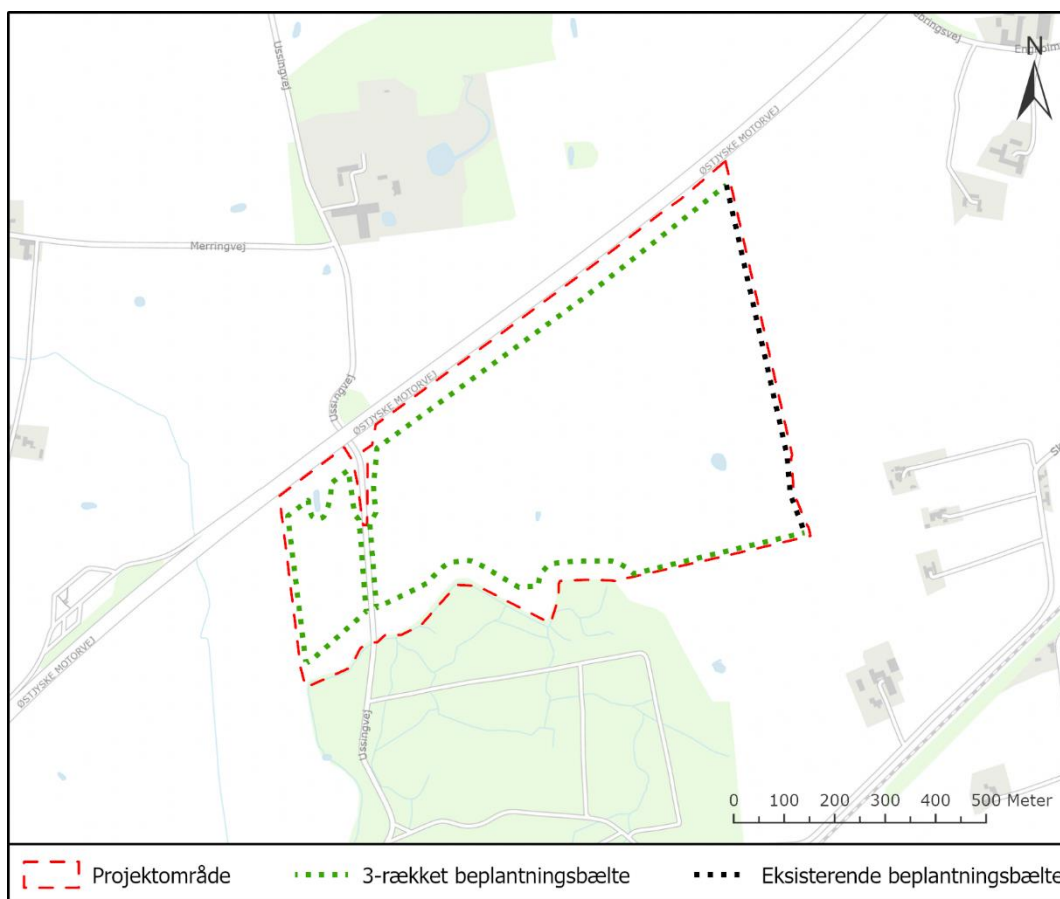 Ussingvej
Merringvej
ØSTJYSKE MOTORVEJ
N
Ussingvej
ØSTJYSKE MOTORVEJ
ØSTJYSKE MOTORVEJ
Ussingvej
0 100 200 300 400 500 Meter
Projektområde
3-rækket beplantningsbælte
Eksisterende beplantningsbælte